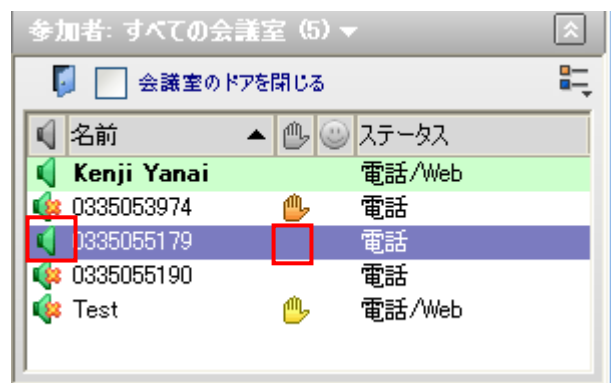 参加者: すべての会議室 (5)
会議室のドアを閉じる
名前 ステータス
Kenji Yanai 電話/Web
0335053974 電話
0335055179 電話
0335055190 電話
Test 電話/Web